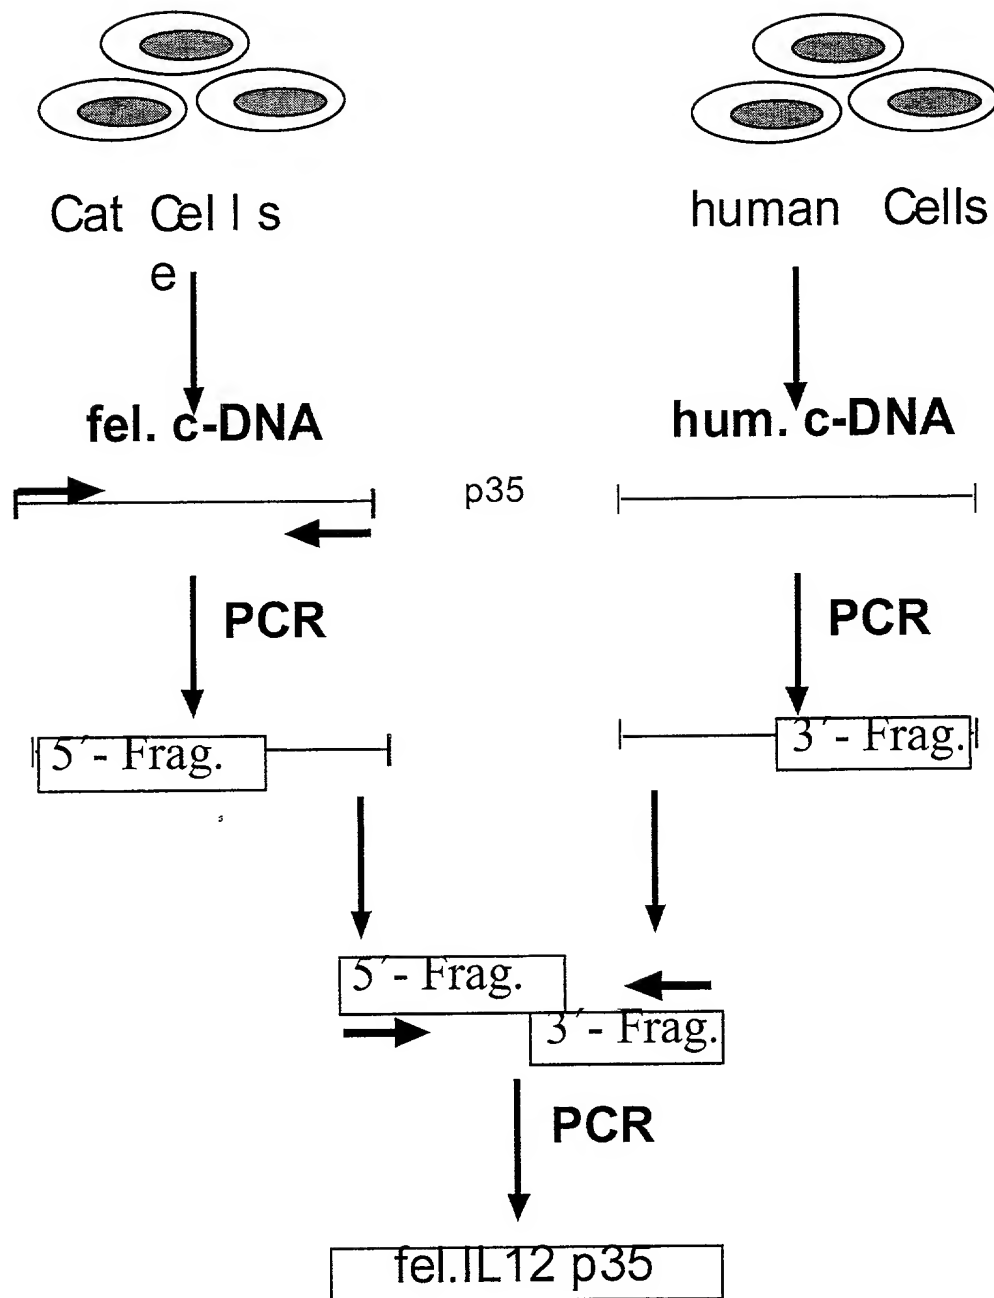 Cat Cells
e
human Cells
fel. c-DNA
hum. c-DNA
p35
PCR
PCR
5´- Frag.
3´- Frag.
5´- Frag.
3´- Frag.
PCR
fel.IL12 p35